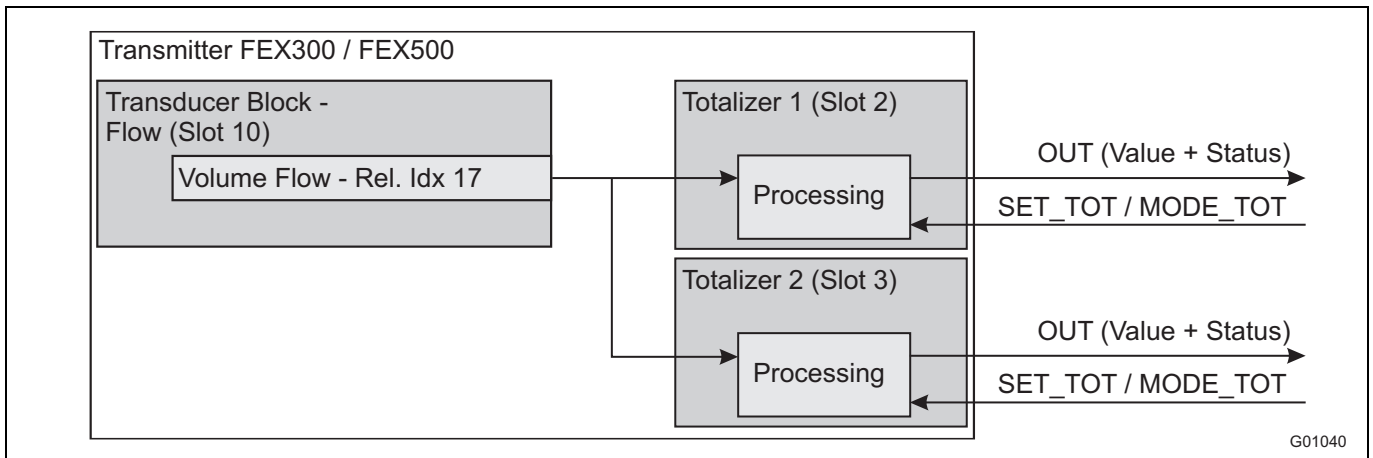 Transmitter FEX300 / FEX500
Transducer Block -
Flow (Slot 10)
Volume Flow - Rel. Idx 17
Totalizer 1 (Slot 2)
Processing
OUT (Value + Status)
SET_TOT / MODE_TOT
Totalizer 2 (Slot 3)
Processing
OUT (Value + Status)
SET_TOT / MODE_TOT
G01040